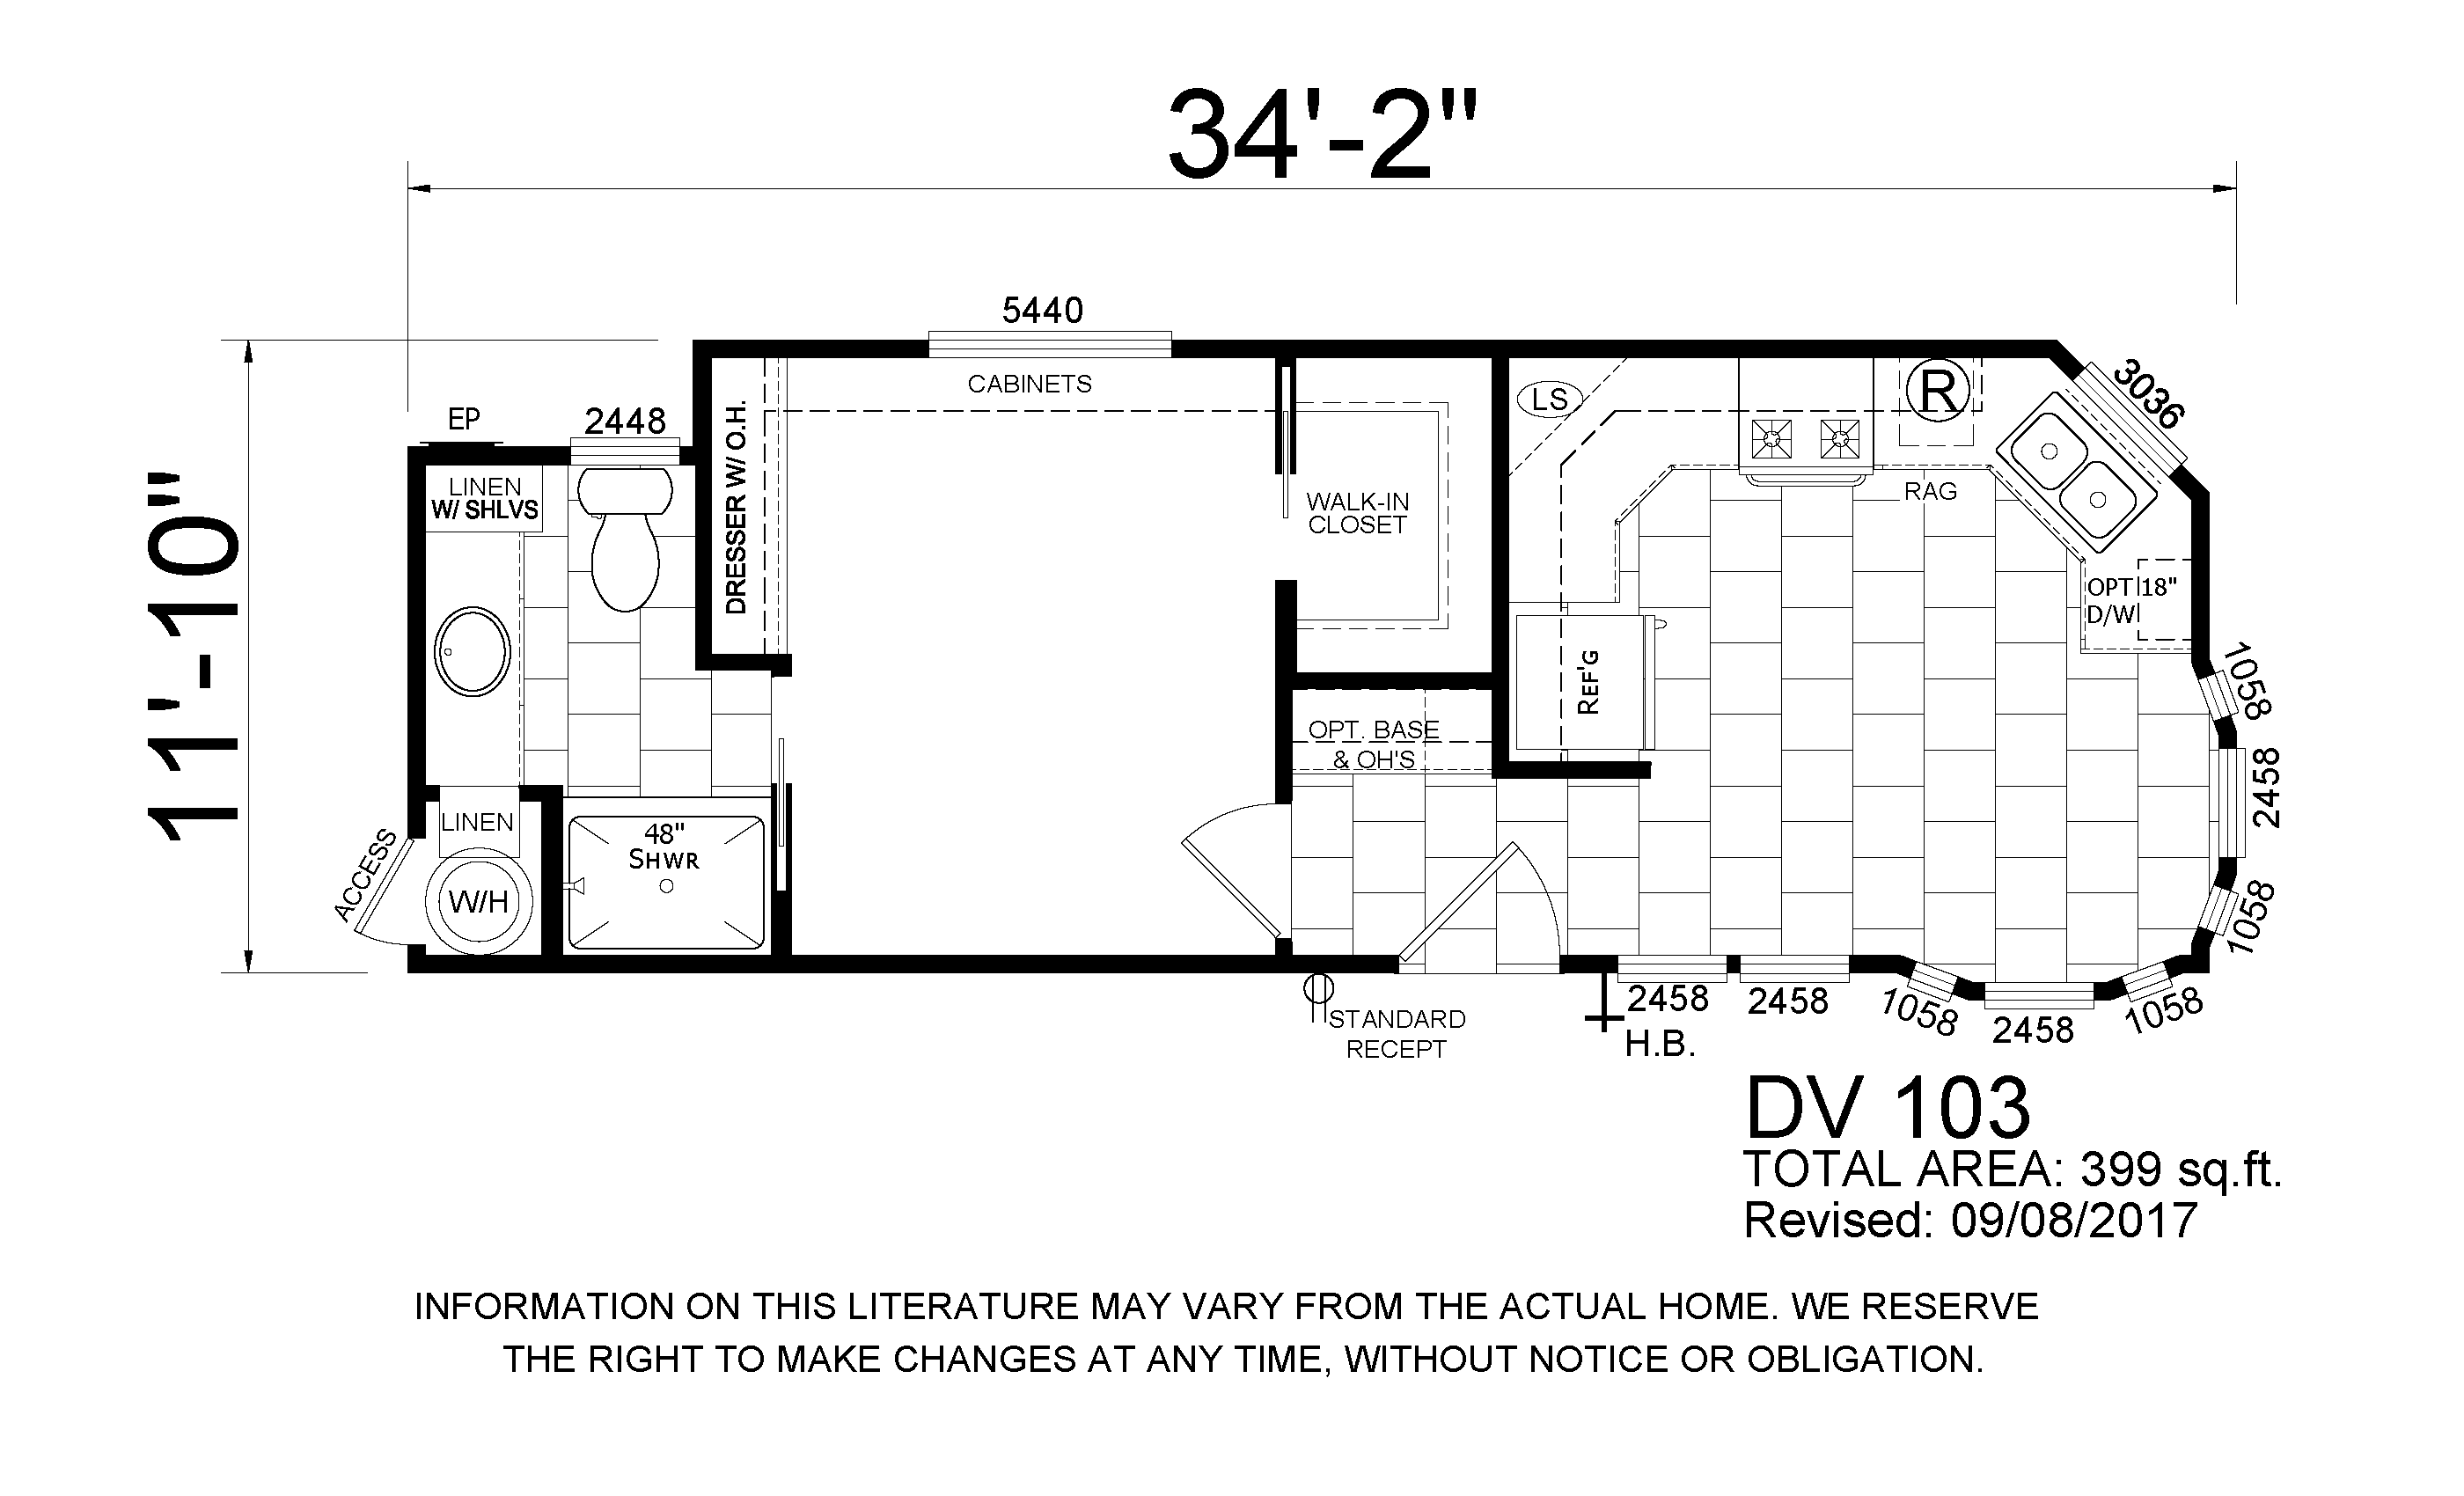 34'-2"
11'-10"
5440
CABINETS
EP
2448
3036
LS
R
DRESSER W/ O.H.
LINEN
W/ SHLVS
WALK-IN
CLOSET
RAG
OPT 18"
D/W
REF'G
1058
OPT. BASE
& OH'S
2458
LINEN
48"
SHWR
ACCESS
W/H
1058
STANDARD
RECEPT
2458
2458
1058
2458
1058
H.B.
DV 103
TOTAL AREA: 399 sq.ft.
Revised: 09/08/2017
INFORMATION ON THIS LITERATURE MAY VARY FROM THE ACTUAL HOME. WE RESERVE
THE RIGHT TO MAKE CHANGES AT ANY TIME, WITHOUT NOTICE OR OBLIGATION.